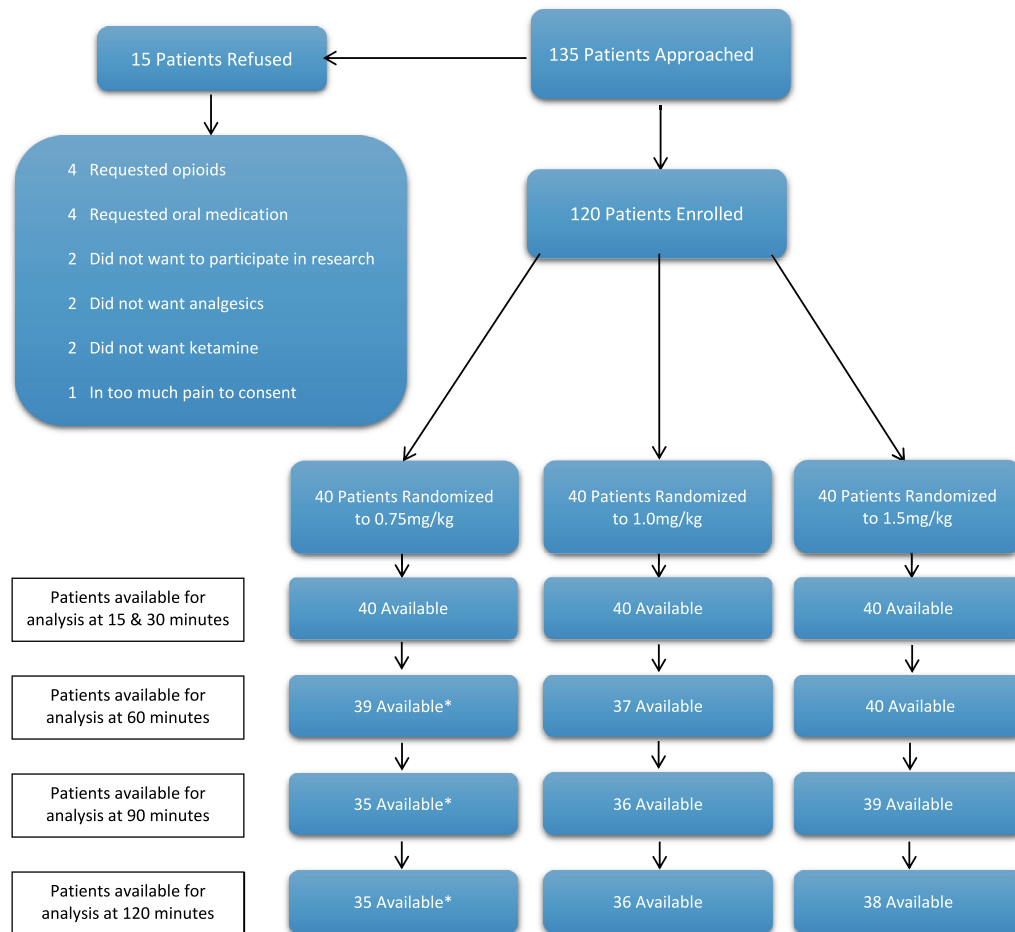 15 Patients Refused
135 Patients Approached
4 Requested opioids
4 Requested oral medication
2 Did not want to participate in research
2 Did not want analgesics
2 Did not want ketamine
1 In too much pain to consent
120 Patients Enrolled
40 Patients Randomized
to 0.75mg/kg
40 Patients Randomized
to 1.0mg/kg
40 Patients Randomized
to 1.5mg/kg
Patients available for
analysis at 15 & 30 minutes
40 Available
40 Available
40 Available
Patients available for
analysis at 60 minutes
39 Available*
37 Available
40 Available
Patients available for
analysis at 90 minutes
35 Available*
36 Available
39 Available
Patients available for
analysis at 120 minutes
35 Available*
36 Available
38 Available